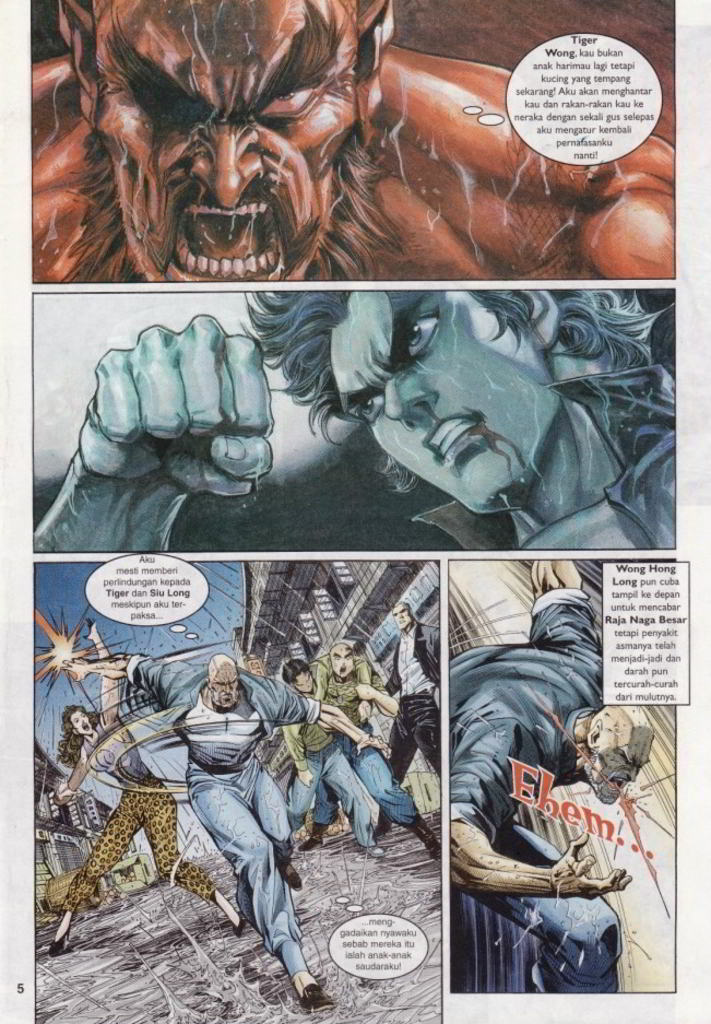 Tiger
Wong, kau bukan
anak harimau lagi tetapi
kucing yang tempang
sekarang! Aku akan menghantar
kau dan rakan-rakan kau ke
neraka dengan sekali gus selepas
aku mengatur kembali
pernafasanku
nanti!
Aku
mesti memberi
perlindungan kepada
Tiger dan Siu Long
meskipun aku ter-
paksa...
...meng-
gadaikan nyawaku
sebab mereka itu
ialah anak-anak
saudaraku!
Wong Hong
Long pun cuba
tampil ke depan
untuk mencabar
Raja Naga Besar
tetapi penyakit
asmanya telah
menjadi-jadi dan
darah pun
tercurah-curah
dari mulutnya.
Ehem...
5